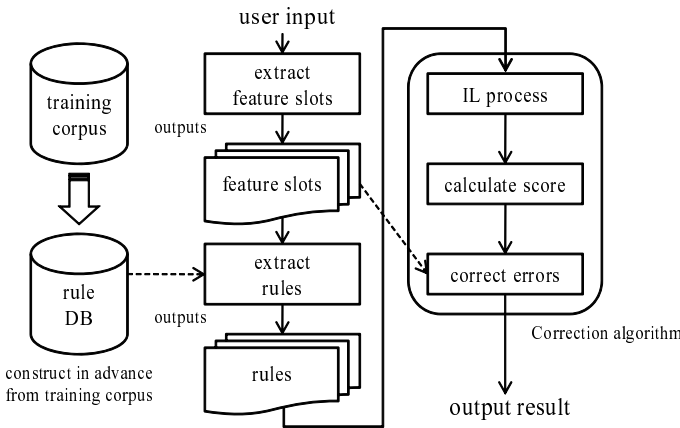 user input
extract
feature slots
outputs
feature slots
extract
rules
outputs
rules
training
corpus
rule
DB
construct in advance
from training corpus
IL process
calculate score
correct errors
Correction algorithm
output result